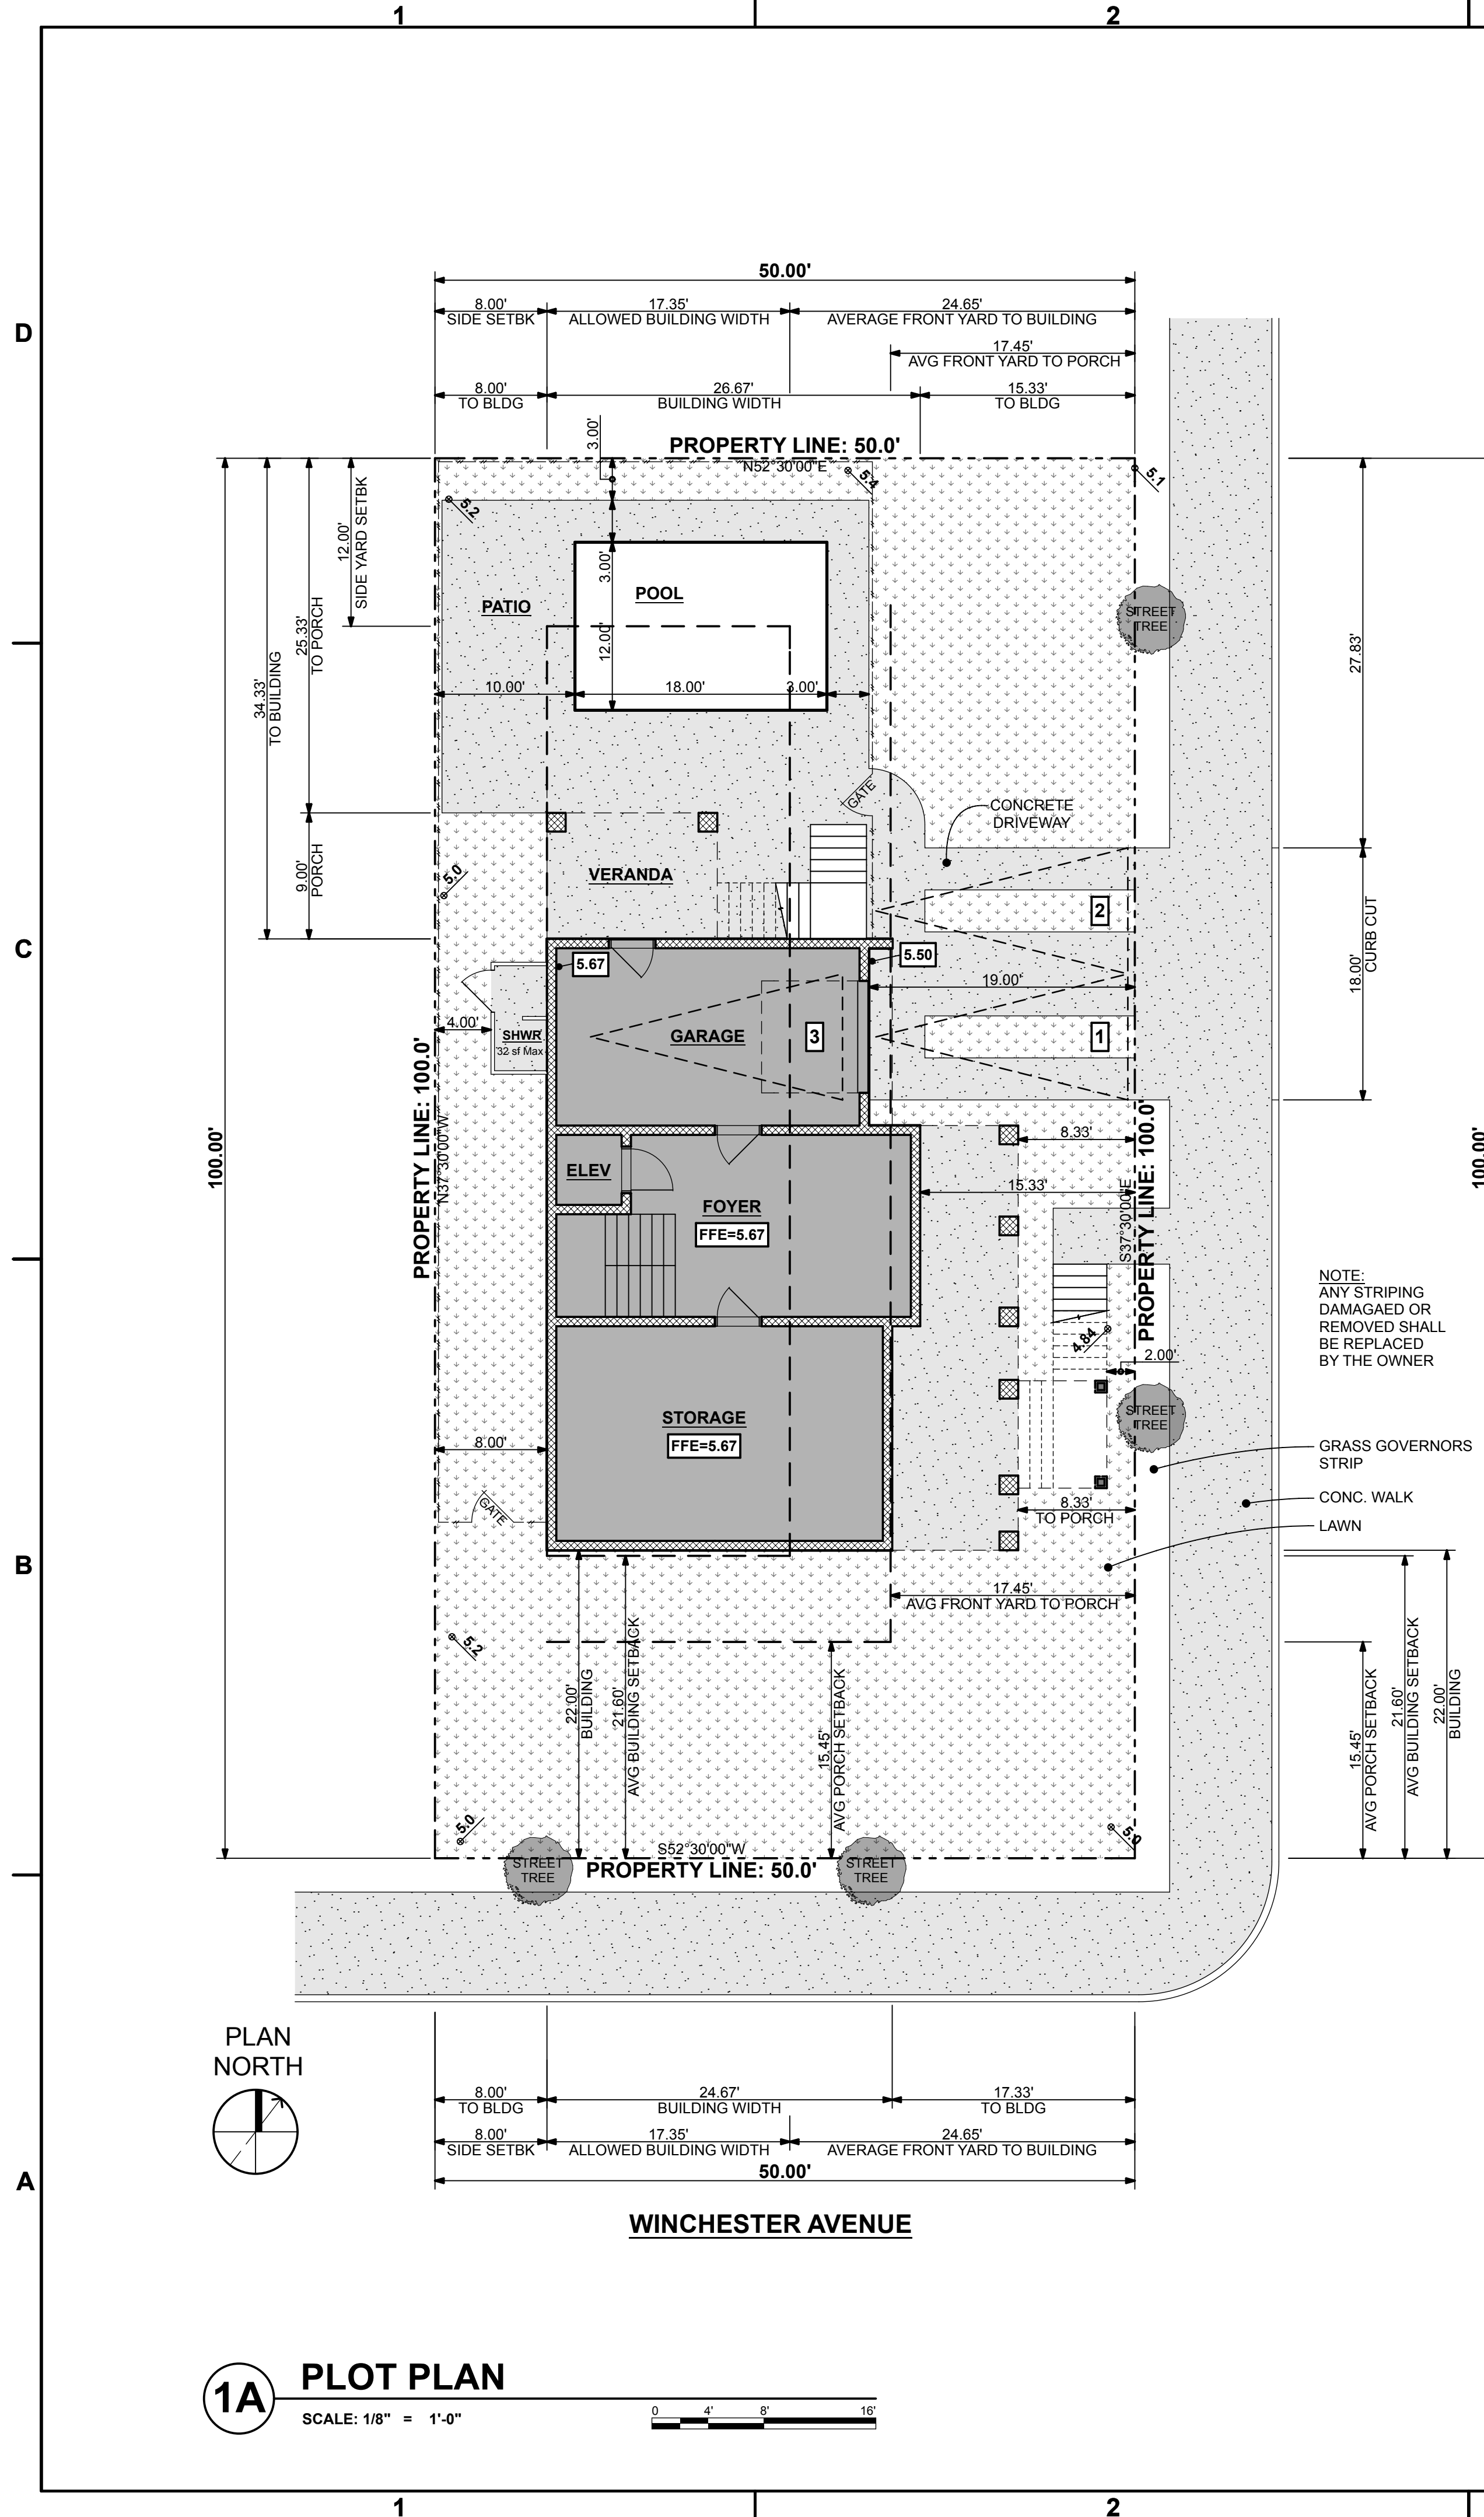 1
2
D
50.00'
8.00'
SIDE SETBK
17.35'
ALLOWED BUILDING WIDTH
24.65'
AVERAGE FRONT YARD TO BUILDING
17.45'
AVG FRONT YARD TO PORCH
8.00'
TO BLDG
26.67'
BUILDING WIDTH
15.33'
TO BLDG
3.00'
PROPERTY LINE: 50.0'
N52°30'00"E
5.4
5.1
5.2
12.00'
SIDE YARD SETBK
25.33'
TO PORCH
34.33'
TO BUILDING
3.00'
POOL
PATIO
12.00'
10.00'
18.00'
3.00'
STREET
TREE
27.83'
GATE
CONCRETE
DRIVEWAY
9.00'
PORCH
5.0
VERANDA
2
C
5.67
5.50
19.00'
18.00'
CURB CUT
4.00'
SHWR
32 sf Max
GARAGE
3
1
PROPERTY LINE: 100.0'
N37°30'00"W
100.00'
100.00'
8.33'
ELEV
15.33'
FOYER
FFE=5.67
S37°30'00"E
PROPERTY LINE: 100.0'
NOTE:
ANY STRIPING
DAMAGAED OR
REMOVED SHALL
BE REPLACED
BY THE OWNER
4.84
2.00'
STORAGE
FFE=5.67
STREET
TREE
8.00'
GRASS GOVERNORS
STRIP
CONC. WALK
LAWN
GATE
8.33'
TO PORCH
B
17.45'
AVG FRONT YARD TO PORCH
5.2
22.00'
BUILDING
21.60'
AVG BUILDING SETBACK
15.45'
AVG PORCH SETBACK
15.45'
AVG PORCH SETBACK
21.60'
AVG BUILDING SETBACK
22.00'
BUILDING
5.0
5.0
S52°30'00"W
STREET
TREE
PROPERTY LINE: 50.0'
STREET
TREE
PLAN
NORTH
8.00'
TO BLDG
24.67'
BUILDING WIDTH
17.33'
TO BLDG
8.00'
SIDE SETBK
17.35'
ALLOWED BUILDING WIDTH
24.65'
AVERAGE FRONT YARD TO BUILDING
50.00'
A
WINCHESTER AVENUE
1A
PLOT PLAN
SCALE: 1/8" = 1'-0"
0 4' 8' 16'
1
2